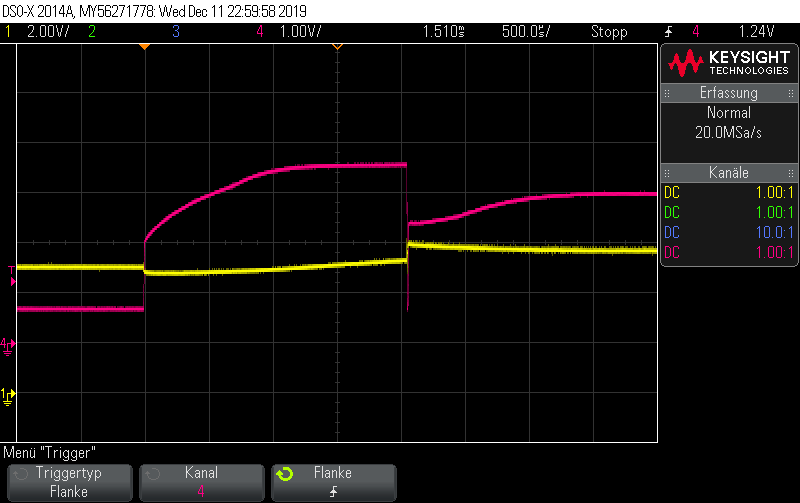 DSO-X 2014A, MY56271778: Wed Dec 11 22:59:58 2019
1 2.00V/ 2 3 4 1.00V/ 1.510ms 500.0s/ Stopp 4 1.24V
KEYSIGHT
TECHNOLOGIES
Erfassung
Normal
20.0MSa/s
Kanäle
DC 1.00:1
DC 1.00:1
DC 10.0:1
DC 1.00:1
T
4
1
Menü "Trigger"
Triggertyp Kanal Flanke
Flanke 4